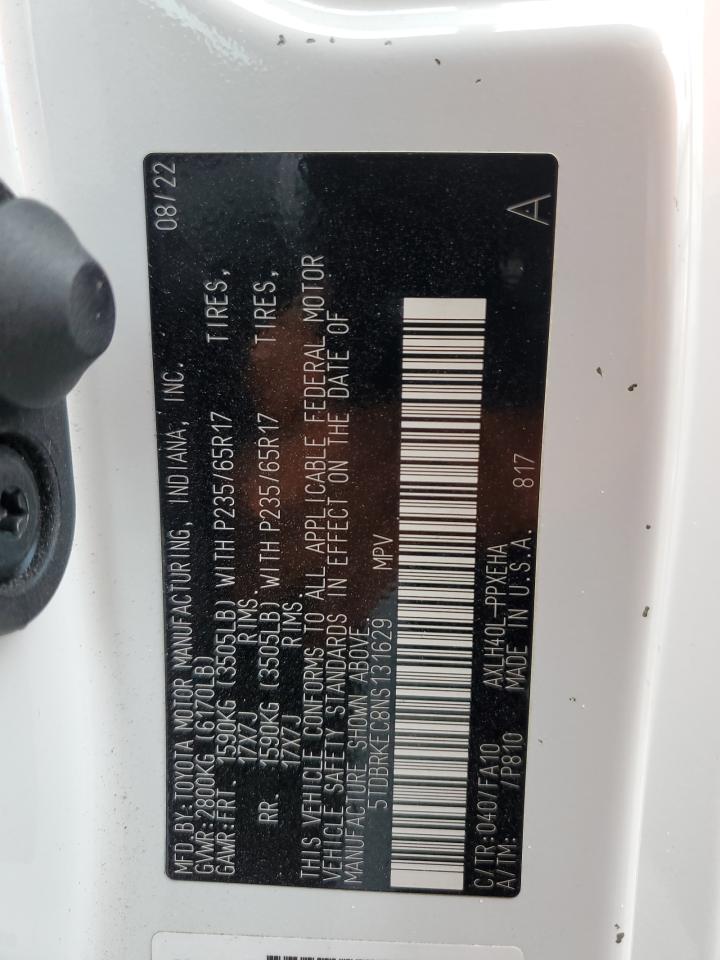 MFD.BY:TOYOTA MOTOR MANUFACTURING, INDIANA, INC. 08/22
GVWR:2800KG (6170LB)
GAWR:FRT. 1590KG (3505LB) WITH P235/65R17 TIRES,
17X7J RIMS.
RR. 1590KG (3505LB) WITH P235/65R17 TIRES,
17X7J RIMS.
THIS VEHICLE CONFORMS TO ALL APPLICABLE FEDERAL MOTOR
VEHICLE SAFETY STANDARDS IN EFFECT ON THE DATE OF
MANUFACTURE SHOWN ABOVE.
5TDBRKEC8NS131629 MPV
C/TR:0407/FA10 AXLH40L-PPXEHA 817 A
A/TM: /P810 MADE IN U.S.A.